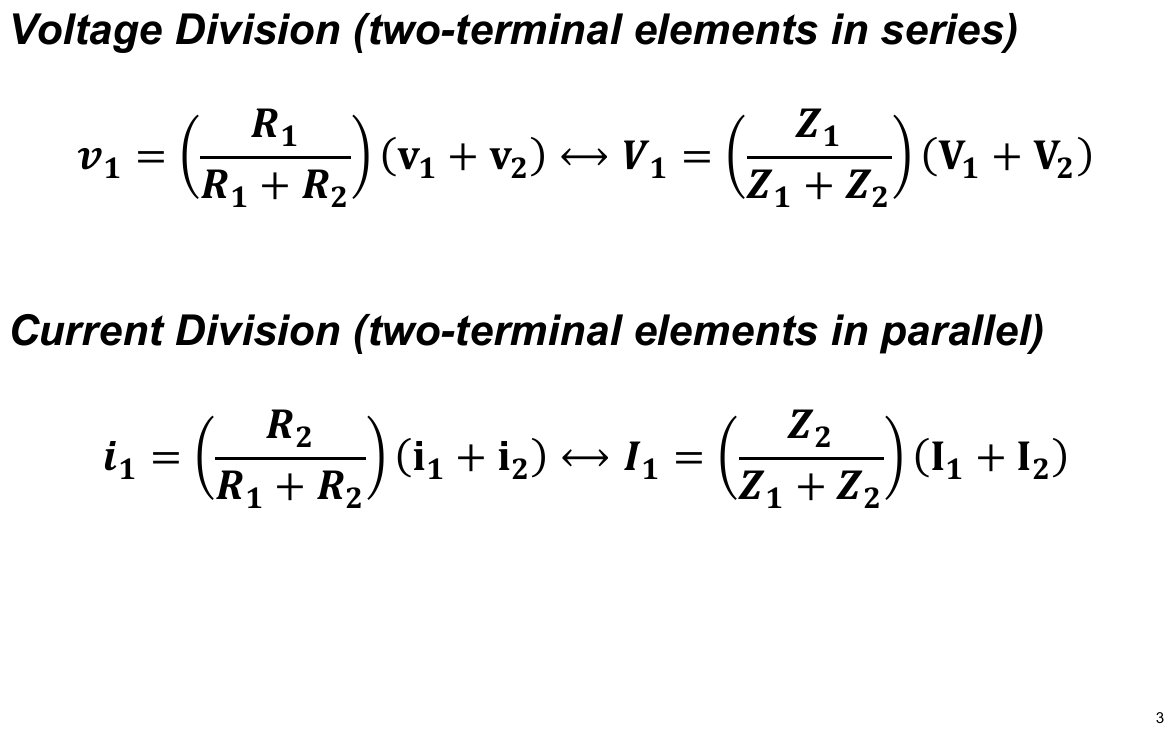 Voltage Division (two-terminal elements in series)
𝒗₁ = (𝑹₁ / (𝑹₁ + 𝑹₂)) (𝐯₁ + 𝐯₂) ↔ 𝑽₁ = (𝒁₁ / (𝒁₁ + 𝒁₂)) (𝐕₁ + 𝐕₂)
Current Division (two-terminal elements in parallel)
𝒊₁ = (𝑹₂ / (𝑹₁ + 𝑹₂)) (𝐢₁ + 𝐢₂) ↔ 𝑰₁ = (𝒁₂ / (𝒁₁ + 𝒁₂)) (𝐈₁ + 𝐈₂)
3